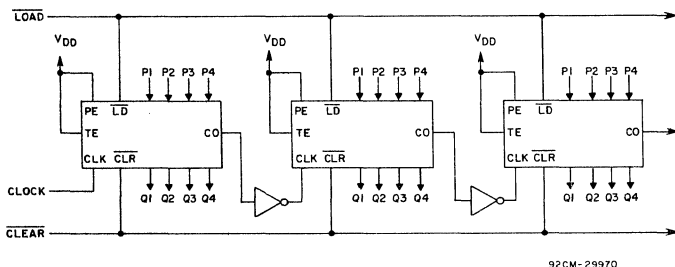 LOAD
VDD VDD VDD
P1 P2 P3 P4 P1 P2 P3 P4 P1 P2 P3 P4
PE LD PE LD PE LD
TE CO TE CO TE CO
CLK CLR CLK CLR CLK CLR
CLOCK
Q1 Q2 Q3 Q4 Q1 Q2 Q3 Q4 Q1 Q2 Q3 Q4
CLEAR
92CM-29970